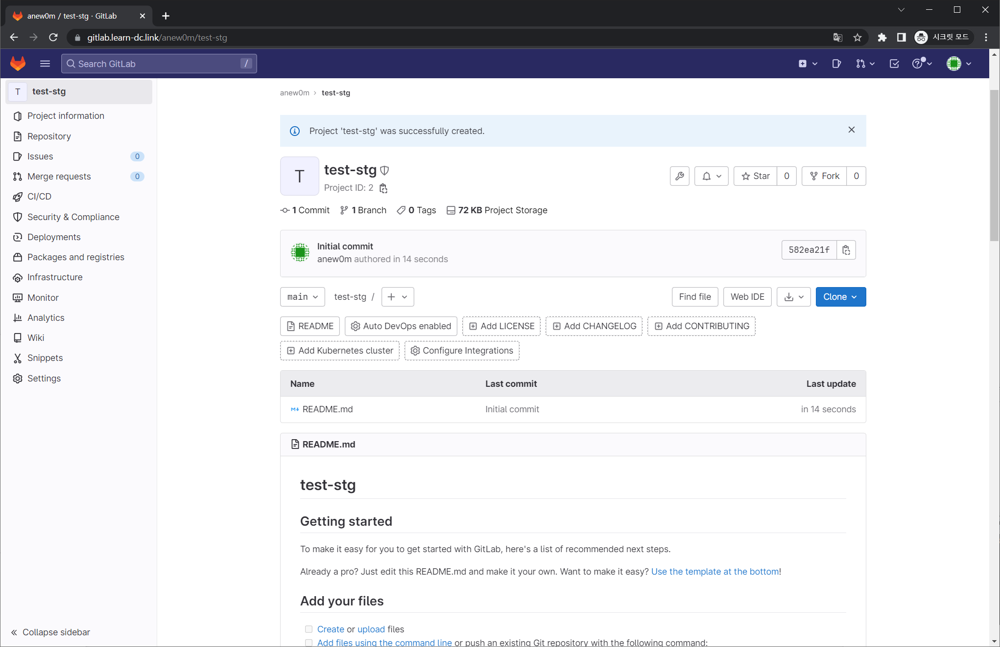 anew0m / test-stg · GitLab
gitlab.learn-dc.link/anew0m/test-stg
시크릿 모드
Search GitLab
/
T
test-stg
Project information
Repository
Issues 0
Merge requests 0
CI/CD
Security & Compliance
Deployments
Packages and registries
Infrastructure
Monitor
Analytics
Wiki
Snippets
Settings
Collapse sidebar
anew0m › test-stg
Project 'test-stg' was successfully created.
T
test-stg
Project ID: 2
Star 0
Fork 0
1 Commit 1 Branch 0 Tags 72 KB Project Storage
Initial commit
anew0m authored in 14 seconds
582ea21f
main test-stg / +
Find file Web IDE Clone
README Auto DevOps enabled Add LICENSE Add CHANGELOG Add CONTRIBUTING
Add Kubernetes cluster Configure Integrations
Name Last commit Last update
README.md Initial commit in 14 seconds
README.md
test-stg
Getting started
To make it easy for you to get started with GitLab, here's a list of recommended next steps.
Already a pro? Just edit this README.md and make it your own. Want to make it easy? Use the template at the bottom!
Add your files
Create or upload files
Add files using the command line or push an existing Git repository with the following command: